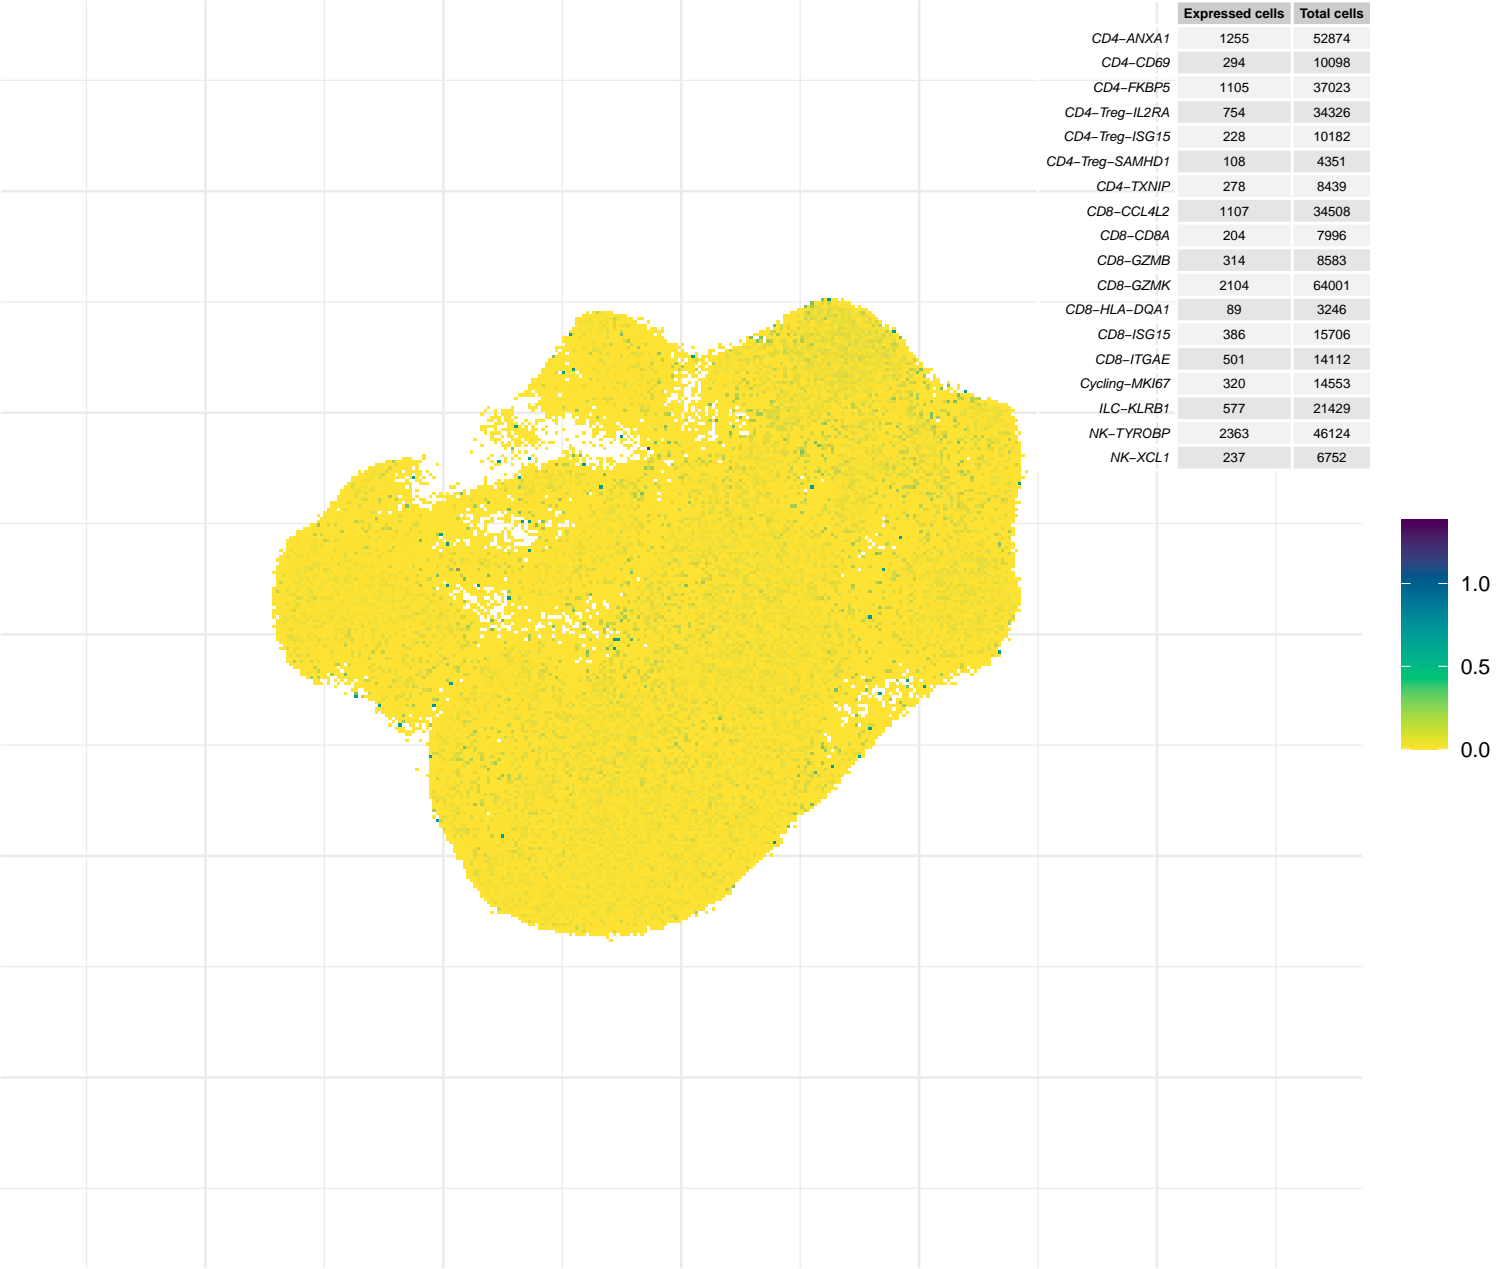 Expressed cells Total cells
CD4−ANXA1 1255 52874
CD4−CD69 294 10098
CD4−FKBP5 1105 37023
CD4−Treg−IL2RA 754 34326
CD4−Treg−ISG15 228 10182
CD4−Treg−SAMHD1 108 4351
CD4−TXNIP 278 8439
CD8−CCL4L2 1107 34508
CD8−CD8A 204 7996
CD8−GZMB 314 8583
CD8−GZMK 2104 64001
CD8−HLA−DQA1 89 3246
CD8−ISG15 386 15706
CD8−ITGAE 501 14112
Cycling−MKI67 320 14553
ILC−KLRB1 577 21429
NK−TYROBP 2363 46124
NK−XCL1 237 6752
1.0
0.5
0.0